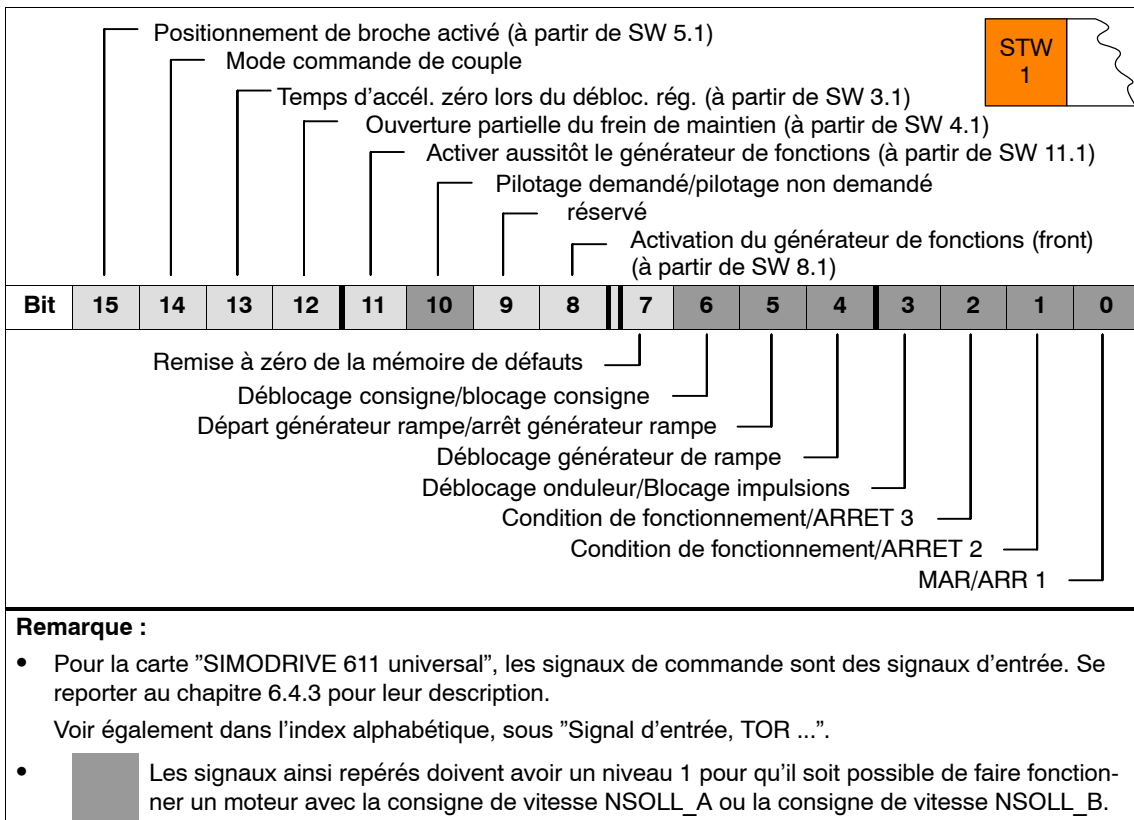 Positionnement de broche activé (à partir de SW 5.1)
STW
1
Mode commande de couple
Temps d'accél. zéro lors du débloc. rég. (à partir de SW 3.1)
Ouverture partielle du frein de maintien (à partir de SW 4.1)
Activer aussitôt le générateur de fonctions (à partir de SW 11.1)
Pilotage demandé/pilotage non demandé
réservé
Activation du générateur de fonctions (front)
(à partir de SW 8.1)
Bit 15 14 13 12 11 10 9 8 7 6 5 4 3 2 1 0
Remise à zéro de la mémoire de défauts
Déblocage consigne/blocage consigne
Départ générateur rampe/arrêt générateur rampe
Déblocage générateur de rampe
Déblocage onduleur/Blocage impulsions
Condition de fonctionnement/ARRET 3
Condition de fonctionnement/ARRET 2
MAR/ARR 1
Remarque :
• Pour la carte ”SIMODRIVE 611 universal”, les signaux de commande sont des signaux d'entrée. Se
reporter au chapitre 6.4.3 pour leur description.
Voir également dans l'index alphabétique, sous ”Signal d'entrée, TOR ...”.
• Les signaux ainsi repérés doivent avoir un niveau 1 pour qu'il soit possible de faire fonction-
ner un moteur avec la consigne de vitesse NSOLL_A ou la consigne de vitesse NSOLL_B.